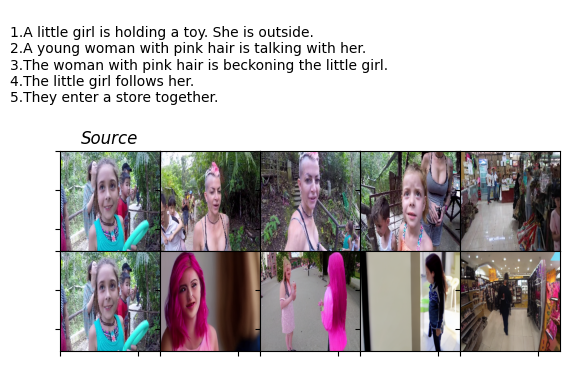 1.A little girl is holding a toy. She is outside.
2.A young woman with pink hair is talking with her.
3.The woman with pink hair is beckoning the little girl.
4.The little girl follows her.
5.They enter a store together.
Source